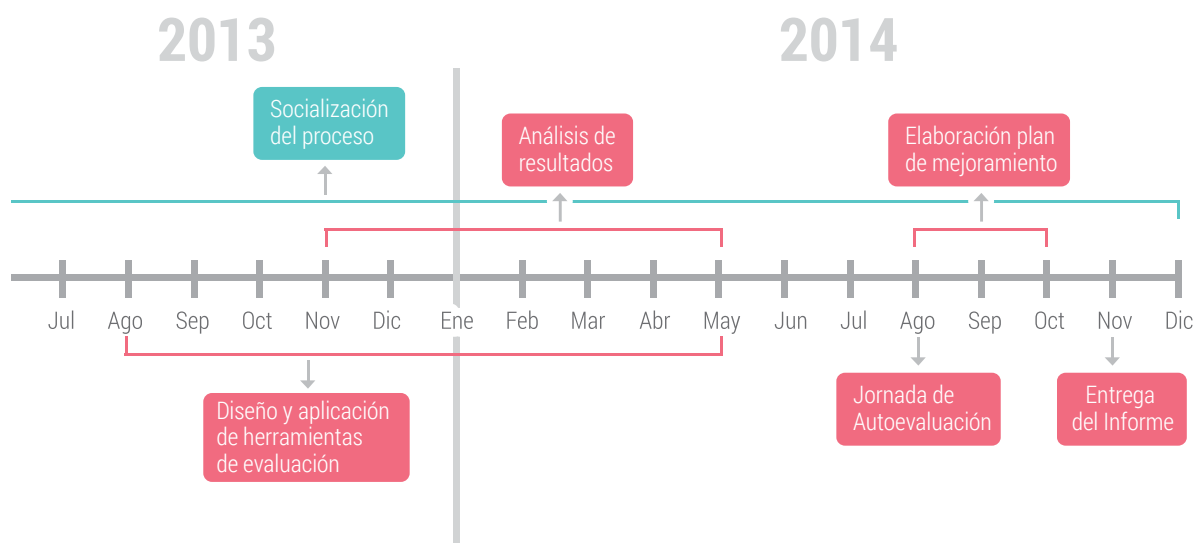 2013
2014
Socialización
del proceso
Análisis de
resultados
Elaboración plan
de mejoramiento
Jul Ago Sep Oct Nov Dic Ene Feb Mar Abr May Jun Jul Ago Sep Oct Nov Dic
Diseño y aplicación
de herramientas
de evaluación
Jornada de
Autoevaluación
Entrega
del Informe